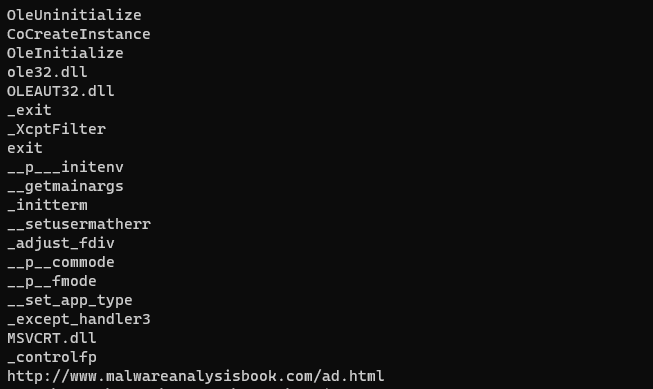 OleUninitialize
CoCreateInstance
OleInitialize
ole32.dll
OLEAUT32.dll
_exit
_XcptFilter
exit
__p___initenv
__getmainargs
_initterm
__setusermatherr
_adjust_fdiv
__p__commode
__p__fmode
__set_app_type
_except_handler3
MSVCRT.dll
_controlfp
http://www.malwareanalysisbook.com/ad.html